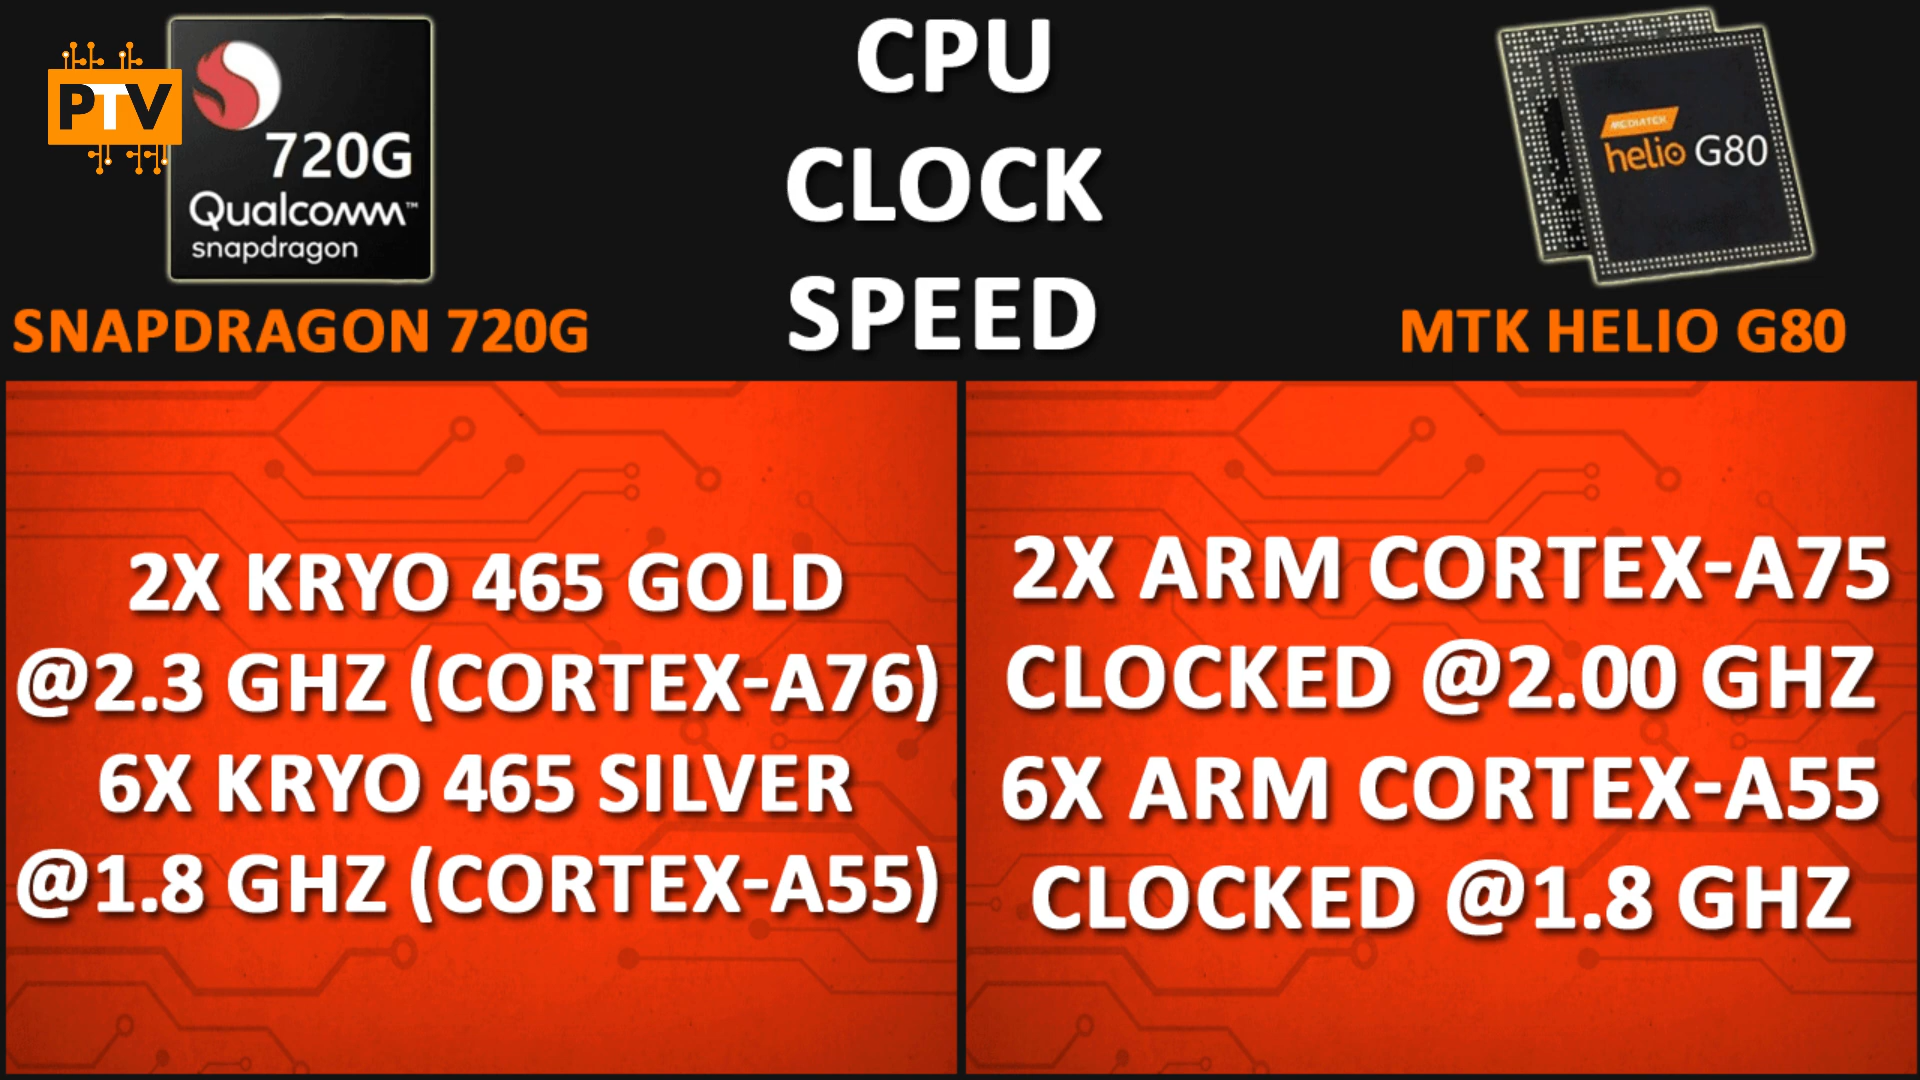 PTV
720G
Qualcomm™
snapdragon
SNAPDRAGON 720G
CPU
CLOCK
SPEED
MEDIATEK
helio G80
MTK HELIO G80
2X KRYO 465 GOLD
@2.3 GHZ (CORTEX-A76)
6X KRYO 465 SILVER
@1.8 GHZ (CORTEX-A55)
2X ARM CORTEX-A75
CLOCKED @2.00 GHZ
6X ARM CORTEX-A55
CLOCKED @1.8 GHZ